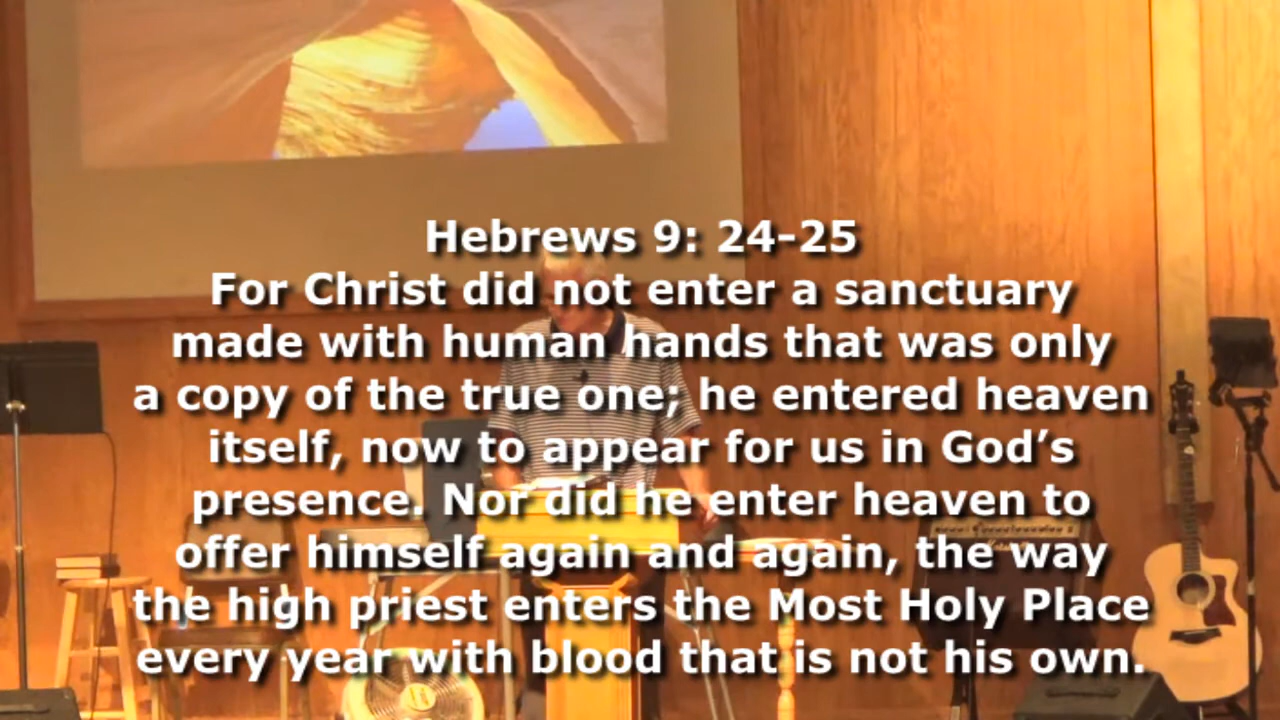 Hebrews 9: 24-25
For Christ did not enter a sanctuary
made with human hands that was only
a copy of the true one; he entered heaven
itself, now to appear for us in God’s
presence. Nor did he enter heaven to
offer himself again and again, the way
the high priest enters the Most Holy Place
every year with blood that is not his own.